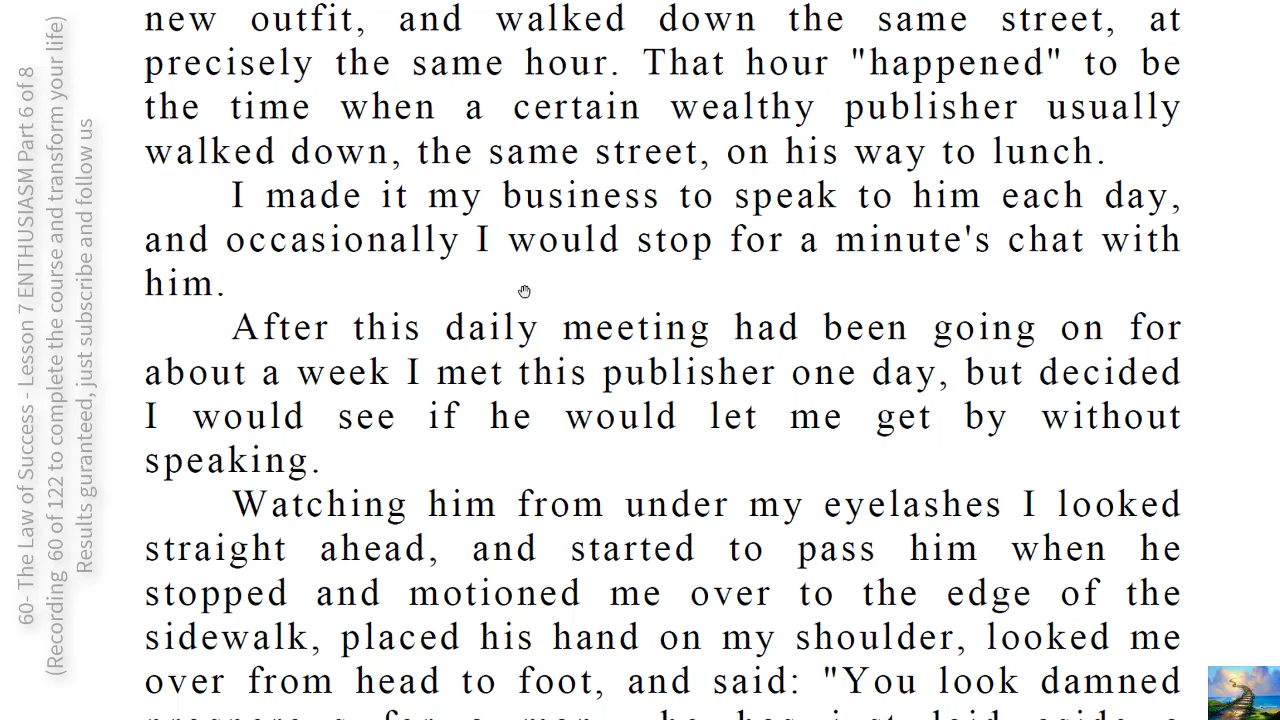 new outfit, and walked down the same street, at
precisely the same hour. That hour "happened" to be
the time when a certain wealthy publisher usually
walked down, the same street, on his way to lunch.
I made it my business to speak to him each day,
and occasionally I would stop for a minute's chat with
him.
After this daily meeting had been going on for
about a week I met this publisher one day, but decided
I would see if he would let me get by without
speaking.
Watching him from under my eyelashes I looked
straight ahead, and started to pass him when he
stopped and motioned me over to the edge of the
sidewalk, placed his hand on my shoulder, looked me
over from head to foot, and said: "You look damned
60- The Law of Success - Lesson 7 ENTHUSIASM Part 6 of 8
(Recording 60 of 122 to complete the course and transform your life)
Results guranteed, just subscribe and follow us